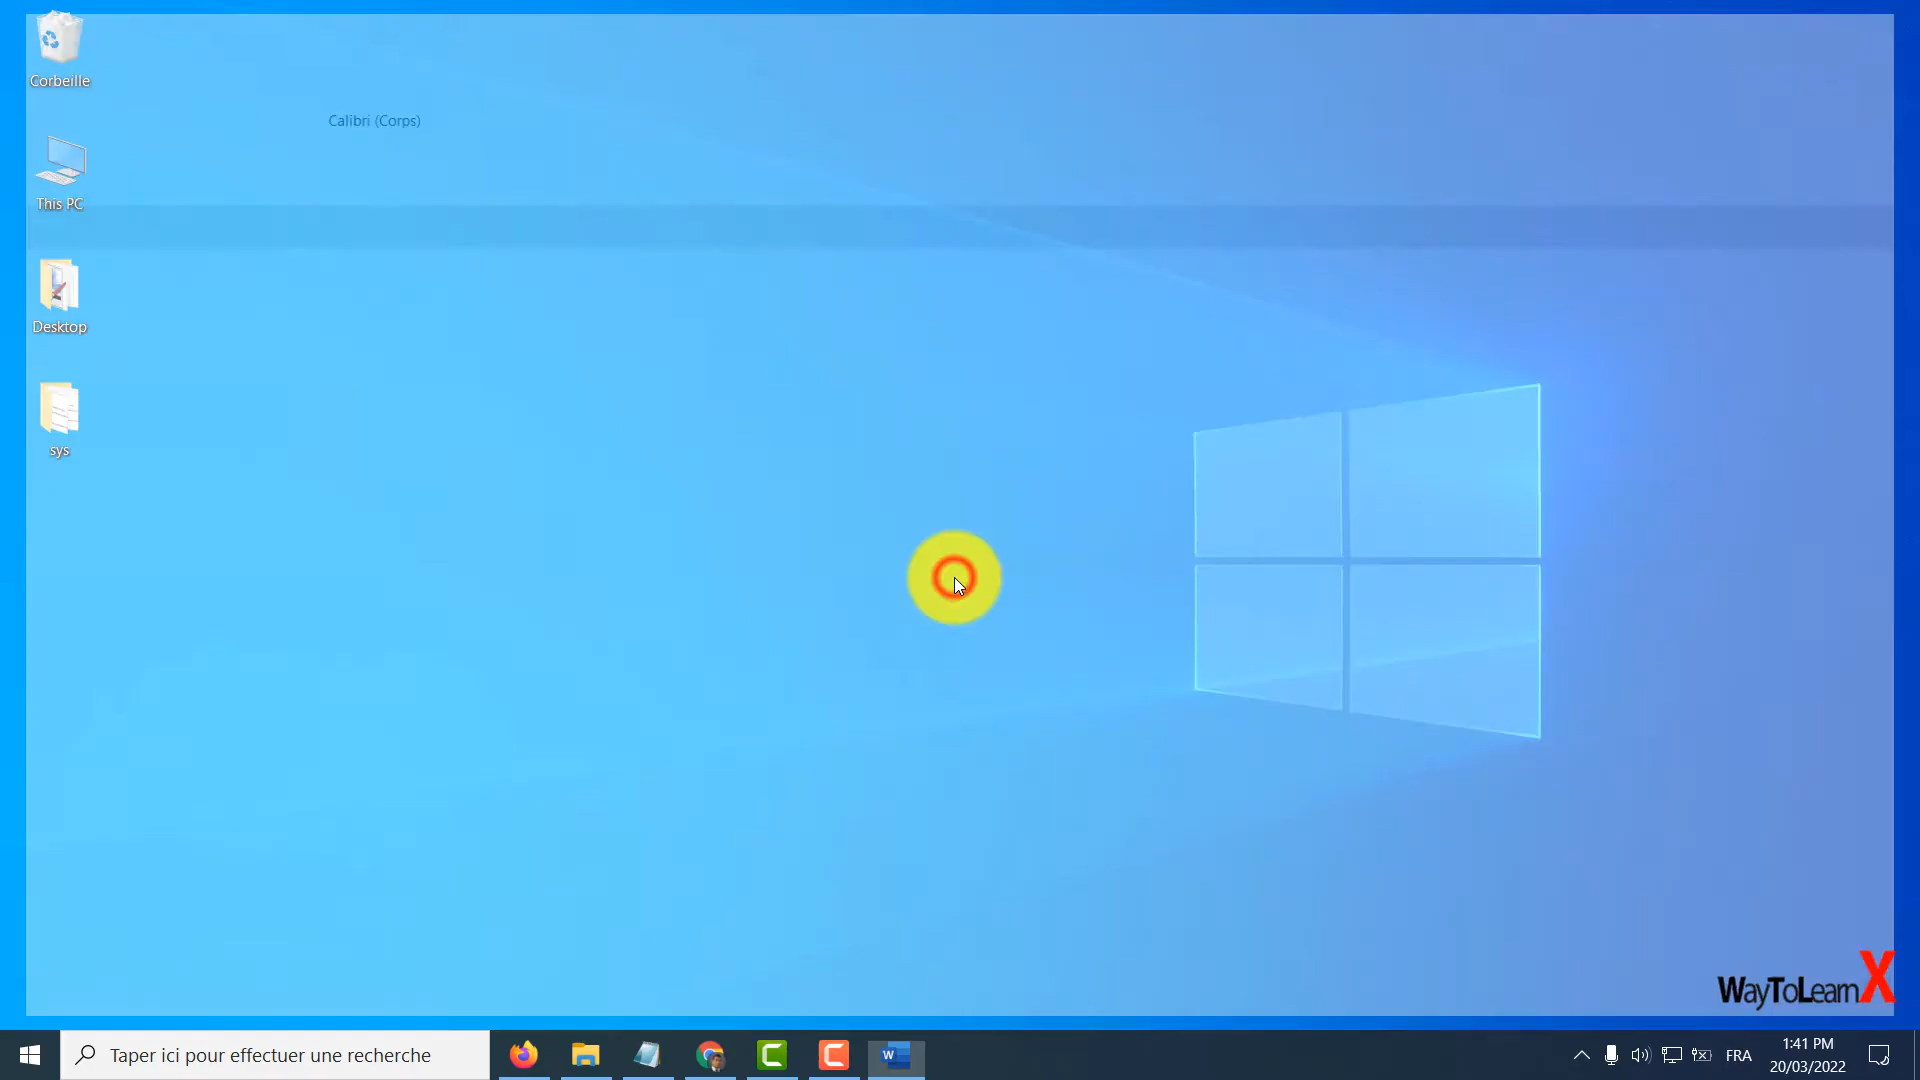 Corbeille
Calibri (Corps)
This PC
Desktop
sys
WayToLearnX
Taper ici pour effectuer une recherche
FRA
1:41 PM
20/03/2022